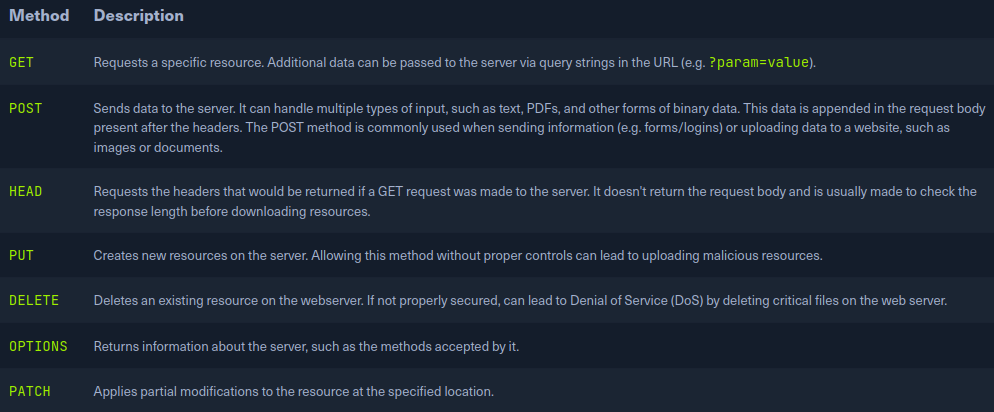 Method Description
GET Requests a specific resource. Additional data can be passed to the server via query strings in the URL (e.g. ?param=value).
POST Sends data to the server. It can handle multiple types of input, such as text, PDFs, and other forms of binary data. This data is appended in the request body
present after the headers. The POST method is commonly used when sending information (e.g. forms/logins) or uploading data to a website, such as
images or documents.
HEAD Requests the headers that would be returned if a GET request was made to the server. It doesn't return the request body and is usually made to check the
response length before downloading resources.
PUT Creates new resources on the server. Allowing this method without proper controls can lead to uploading malicious resources.
DELETE Deletes an existing resource on the webserver. If not properly secured, can lead to Denial of Service (DoS) by deleting critical files on the web server.
OPTIONS Returns information about the server, such as the methods accepted by it.
PATCH Applies partial modifications to the resource at the specified location.